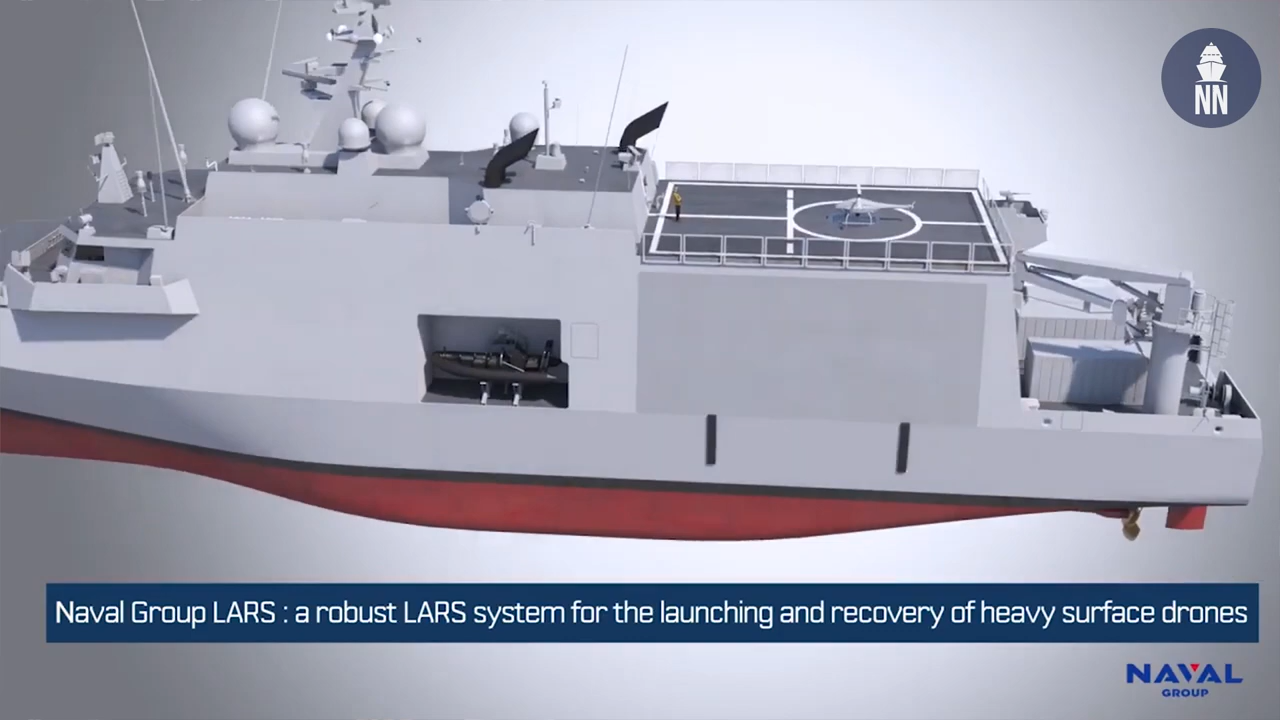 NN
Naval Group LARS : a robust LARS system for the launching and recovery of heavy surface drones
NAVAL
GROUP